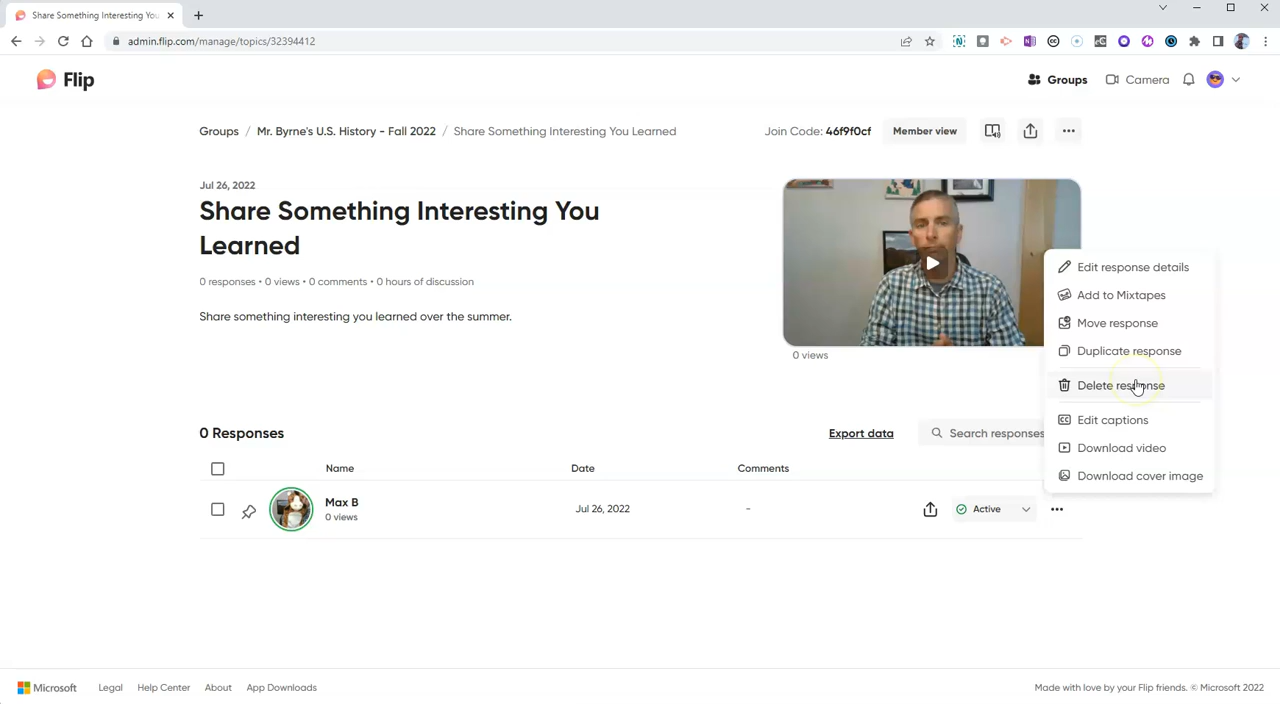 Share Something Interesting You
admin.flip.com/manage/topics/32394412
Flip
Groups
Camera
Groups / Mr. Byrne's U.S. History - Fall 2022 / Share Something Interesting You Learned
Join Code: 46f9f0cf
Member view
Jul 26, 2022
Share Something Interesting You
Learned
0 responses • 0 views • 0 comments • 0 hours of discussion
Share something interesting you learned over the summer.
0 views
Edit response details
Add to Mixtapes
Move response
Duplicate response
Delete response
Edit captions
Download video
Download cover image
0 Responses
Export data
Search responses
Name
Date
Comments
Max B
0 views
Jul 26, 2022
-
Active
Microsoft
Legal
Help Center
About
App Downloads
Made with love by your Flip friends. © Microsoft 2022